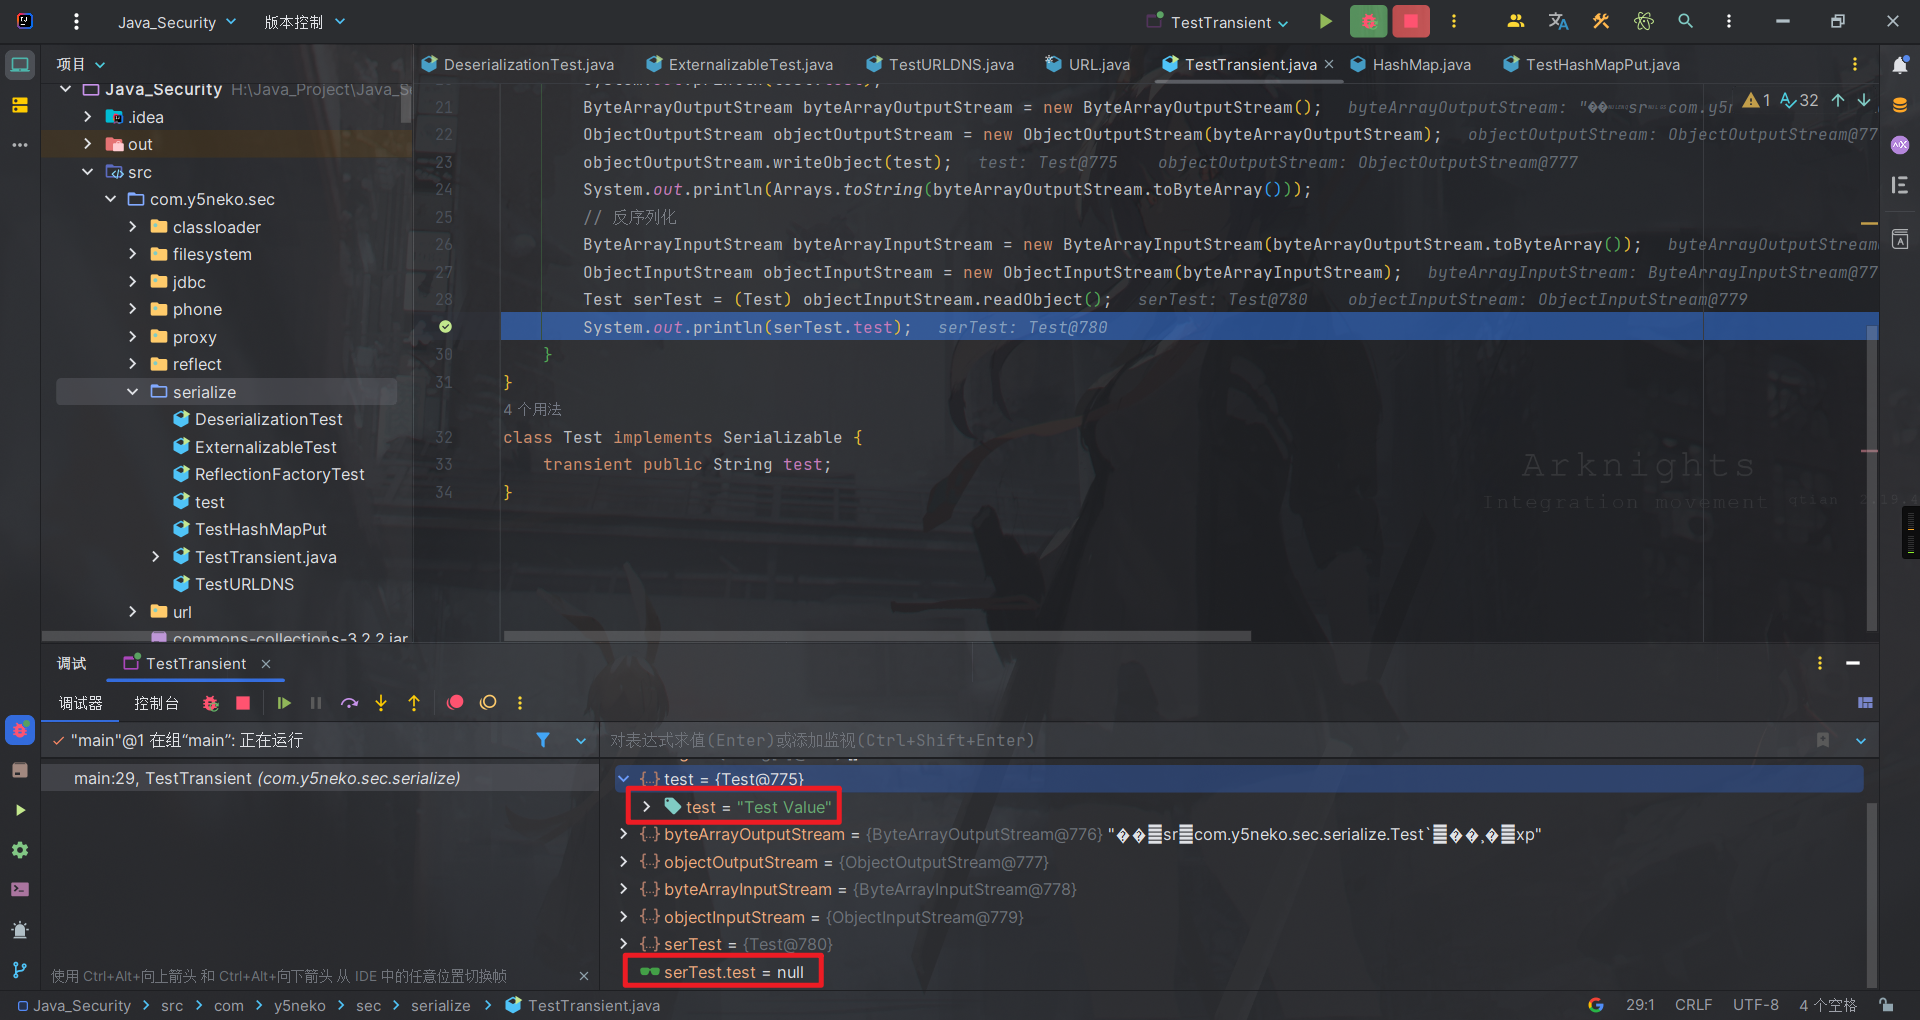 Java_Security 版本控制 TestTransient
项目
DeserializationTest.java ExternalizableTest.java TestURLDNS.java URL.java TestTransient.java HashMap.java TestHashMapPut.java
Java_Security H:\Java_Project\Java_S
.idea
out
src
com.y5neko.sec
classloader
filesystem
jdbc
phone
proxy
reflect
serialize
DeserializationTest
ExternalizableTest
ReflectionFactoryTest
test
TestHashMapPut
TestTransient.java
TestURLDNS
url
commons-collections-3.2.2.jar
1 32
21 ByteArrayOutputStream byteArrayOutputStream = new ByteArrayOutputStream(); byteArrayOutputStream: "��sr com.y5n
22 ObjectOutputStream objectOutputStream = new ObjectOutputStream(byteArrayOutputStream); objectOutputStream: ObjectOutputStream@77
23 objectOutputStream.writeObject(test); test: Test@775 objectOutputStream: ObjectOutputStream@777
24 System.out.println(Arrays.toString(byteArrayOutputStream.toByteArray()));
25 // 反序列化
26 ByteArrayInputStream byteArrayInputStream = new ByteArrayInputStream(byteArrayOutputStream.toByteArray()); byteArrayOutputStream
27 ObjectInputStream objectInputStream = new ObjectInputStream(byteArrayInputStream); byteArrayInputStream: ByteArrayInputStream@77
28 Test serTest = (Test) objectInputStream.readObject(); serTest: Test@780 objectInputStream: ObjectInputStream@779
System.out.println(serTest.test); serTest: Test@780
30 }
31 }
4 个用法
32 class Test implements Serializable {
33 transient public String test;
34 }
Arknights
Integration movement
调试 TestTransient
调试器 控制台
"main"@1 在组“main”: 正在运行
对表达式求值(Enter)或添加监视(Ctrl+Shift+Enter)
main:29, TestTransient (com.y5neko.sec.serialize)
test = {Test@775}
test = "Test Value"
byteArrayOutputStream = {ByteArrayOutputStream@776} "��▒sr▒com.y5neko.sec.serialize.Test`▒��¸�▒xp"
objectOutputStream = {ObjectOutputStream@777}
byteArrayInputStream = {ByteArrayInputStream@778}
objectInputStream = {ObjectInputStream@779}
serTest = {Test@780}
serTest.test = null
使用 Ctrl+Alt+向上箭头 和 Ctrl+Alt+向下箭头 从 IDE 中的任意位置切换帧
Java_Security src com y5neko sec serialize TestTransient.java
29:1 CRLF UTF-8 4 个空格